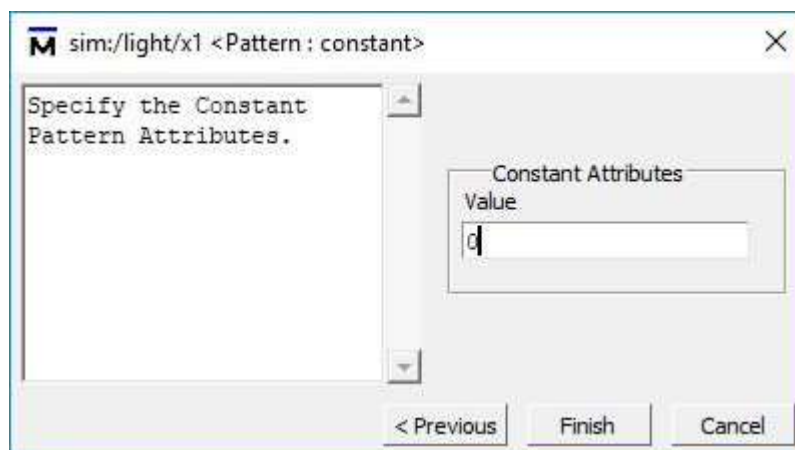 M sim:/light/x1 <Pattern : constant>
Specify the Constant
Pattern Attributes.
Constant Attributes
Value
0
< Previous
Finish
Cancel